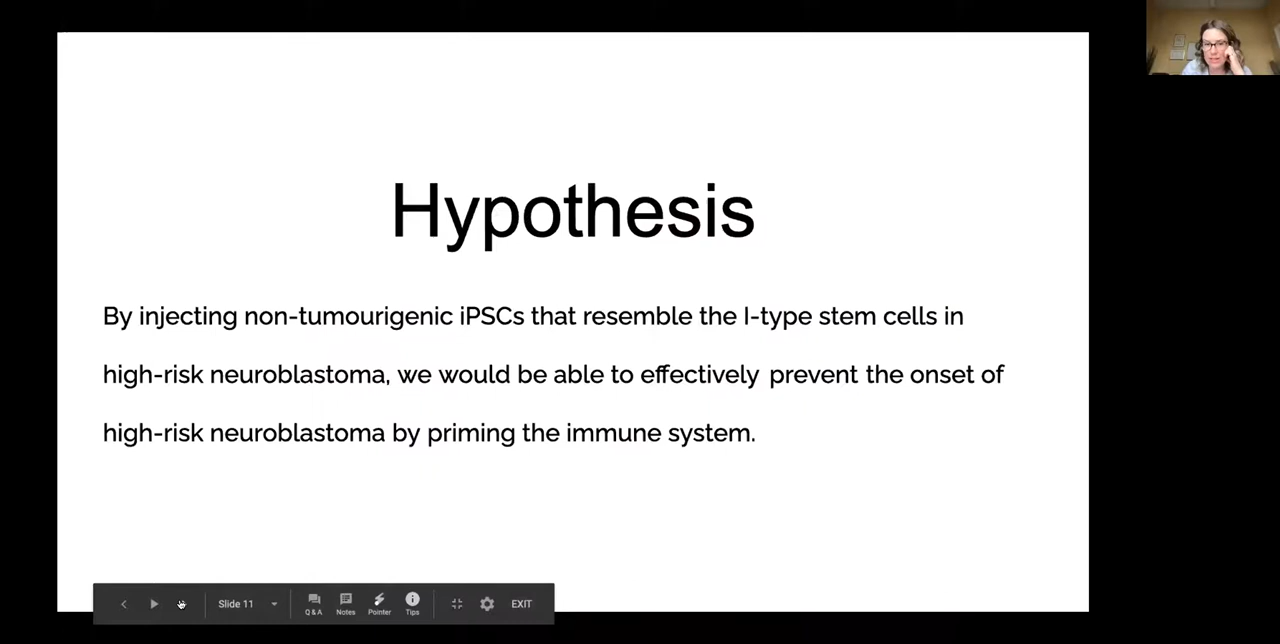 Hypothesis
By injecting non-tumourigenic iPSCs that resemble the I-type stem cells in
high-risk neuroblastoma, we would be able to effectively prevent the onset of
high-risk neuroblastoma by priming the immune system.
Slide 11
Q & A
Notes
Pointer
Tips
EXIT